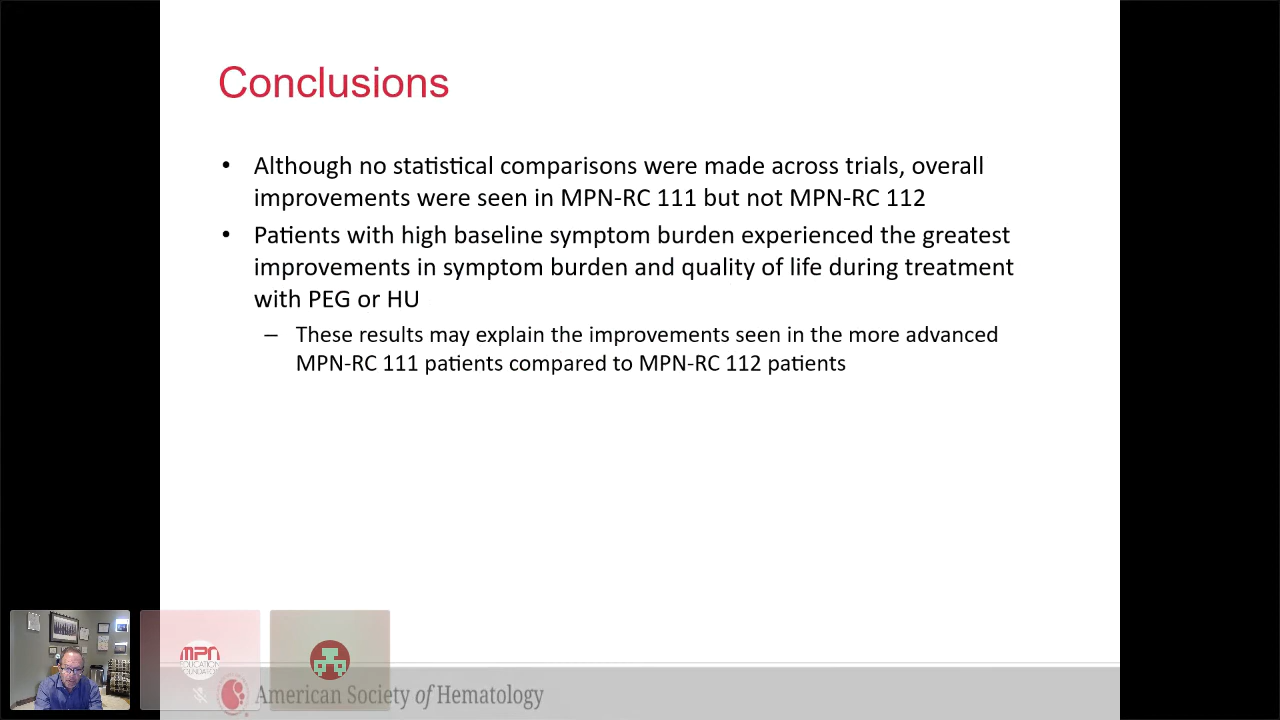 Conclusions
• Although no statistical comparisons were made across trials, overall
improvements were seen in MPN-RC 111 but not MPN-RC 112
• Patients with high baseline symptom burden experienced the greatest
improvements in symptom burden and quality of life during treatment
with PEG or HU
– These results may explain the improvements seen in the more advanced
MPN-RC 111 patients compared to MPN-RC 112 patients
MPN
EDUCATION
FOUNDATION
American Society of Hematology